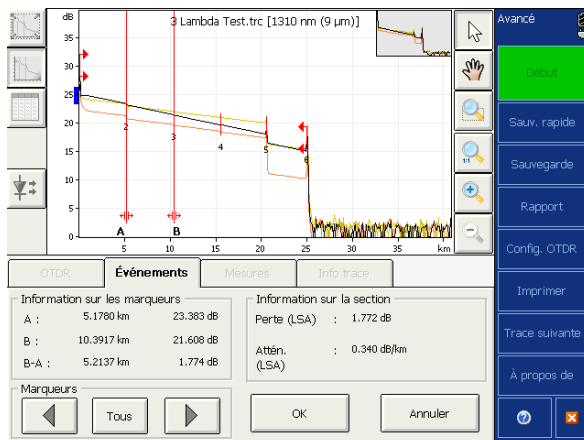 dB
3 Lambda Test.trc [1310 nm (9 µm)]
35
30
25
20
15
10
5
0
2
3
4
5
6
A
B
5
10
15
20
25
30
35
km
1:1
OTDR
Événements
Mesures
Info trace
Information sur les marqueurs
A :
5.1780 km
23.383 dB
B :
10.3917 km
21.608 dB
B-A :
5.2137 km
1.774 dB
Information sur la section
Perte (LSA) : 1.772 dB
Attén. : 0.340 dB/km
(LSA)
Marqueurs
Tous
OK
Annuler
Avancé
Début
Sauv. rapide
Sauvegarde
Rapport
Config. OTDR
Imprimer
Trace suivante
À propos de
?